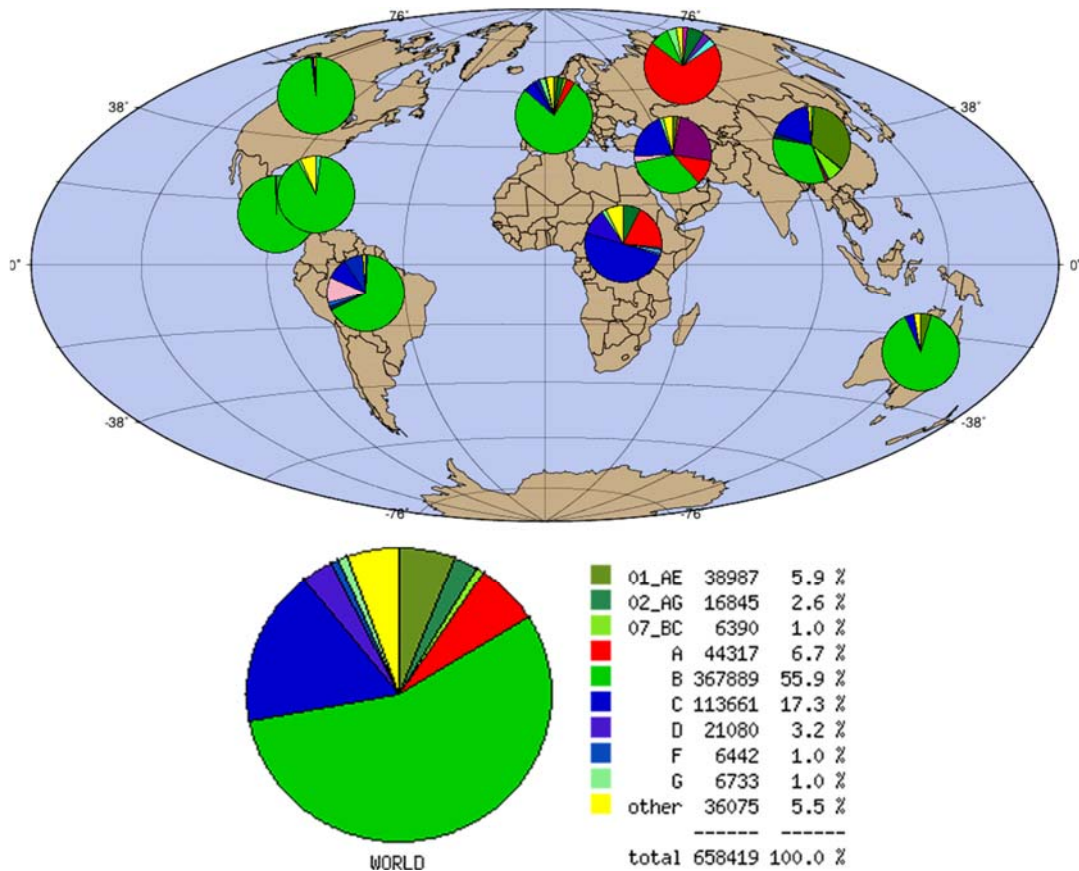 76°
76°
38°
38°
0°
0°
-38°
-38°
-76°
-76°
01_AE 38987 5.9 %
02_AG 16845 2.6 %
07_BC 6390 1.0 %
A 44317 6.7 %
B 367889 55.9 %
C 113661 17.3 %
D 21080 3.2 %
F 6442 1.0 %
G 6733 1.0 %
other 36075 5.5 %
------ ------
total 658419 100.0 %
WORLD